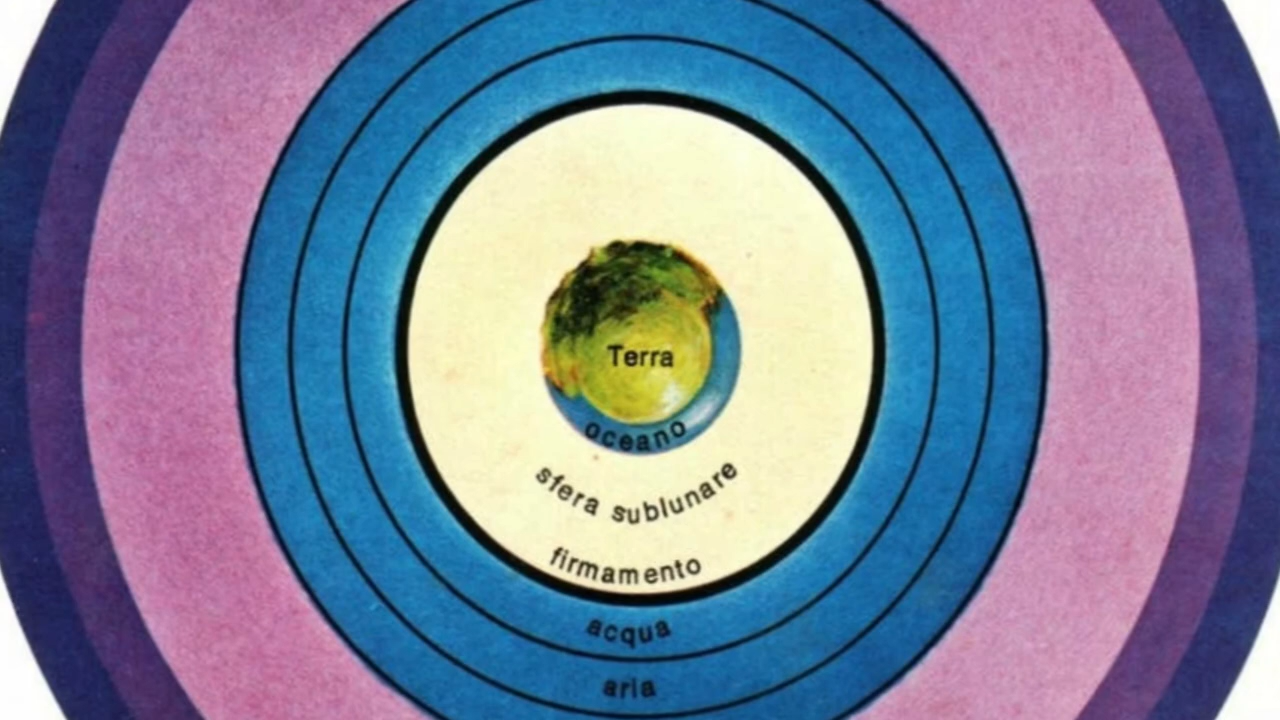 Terra
oceano
sfera sublunare
firmamento
acqua
aria